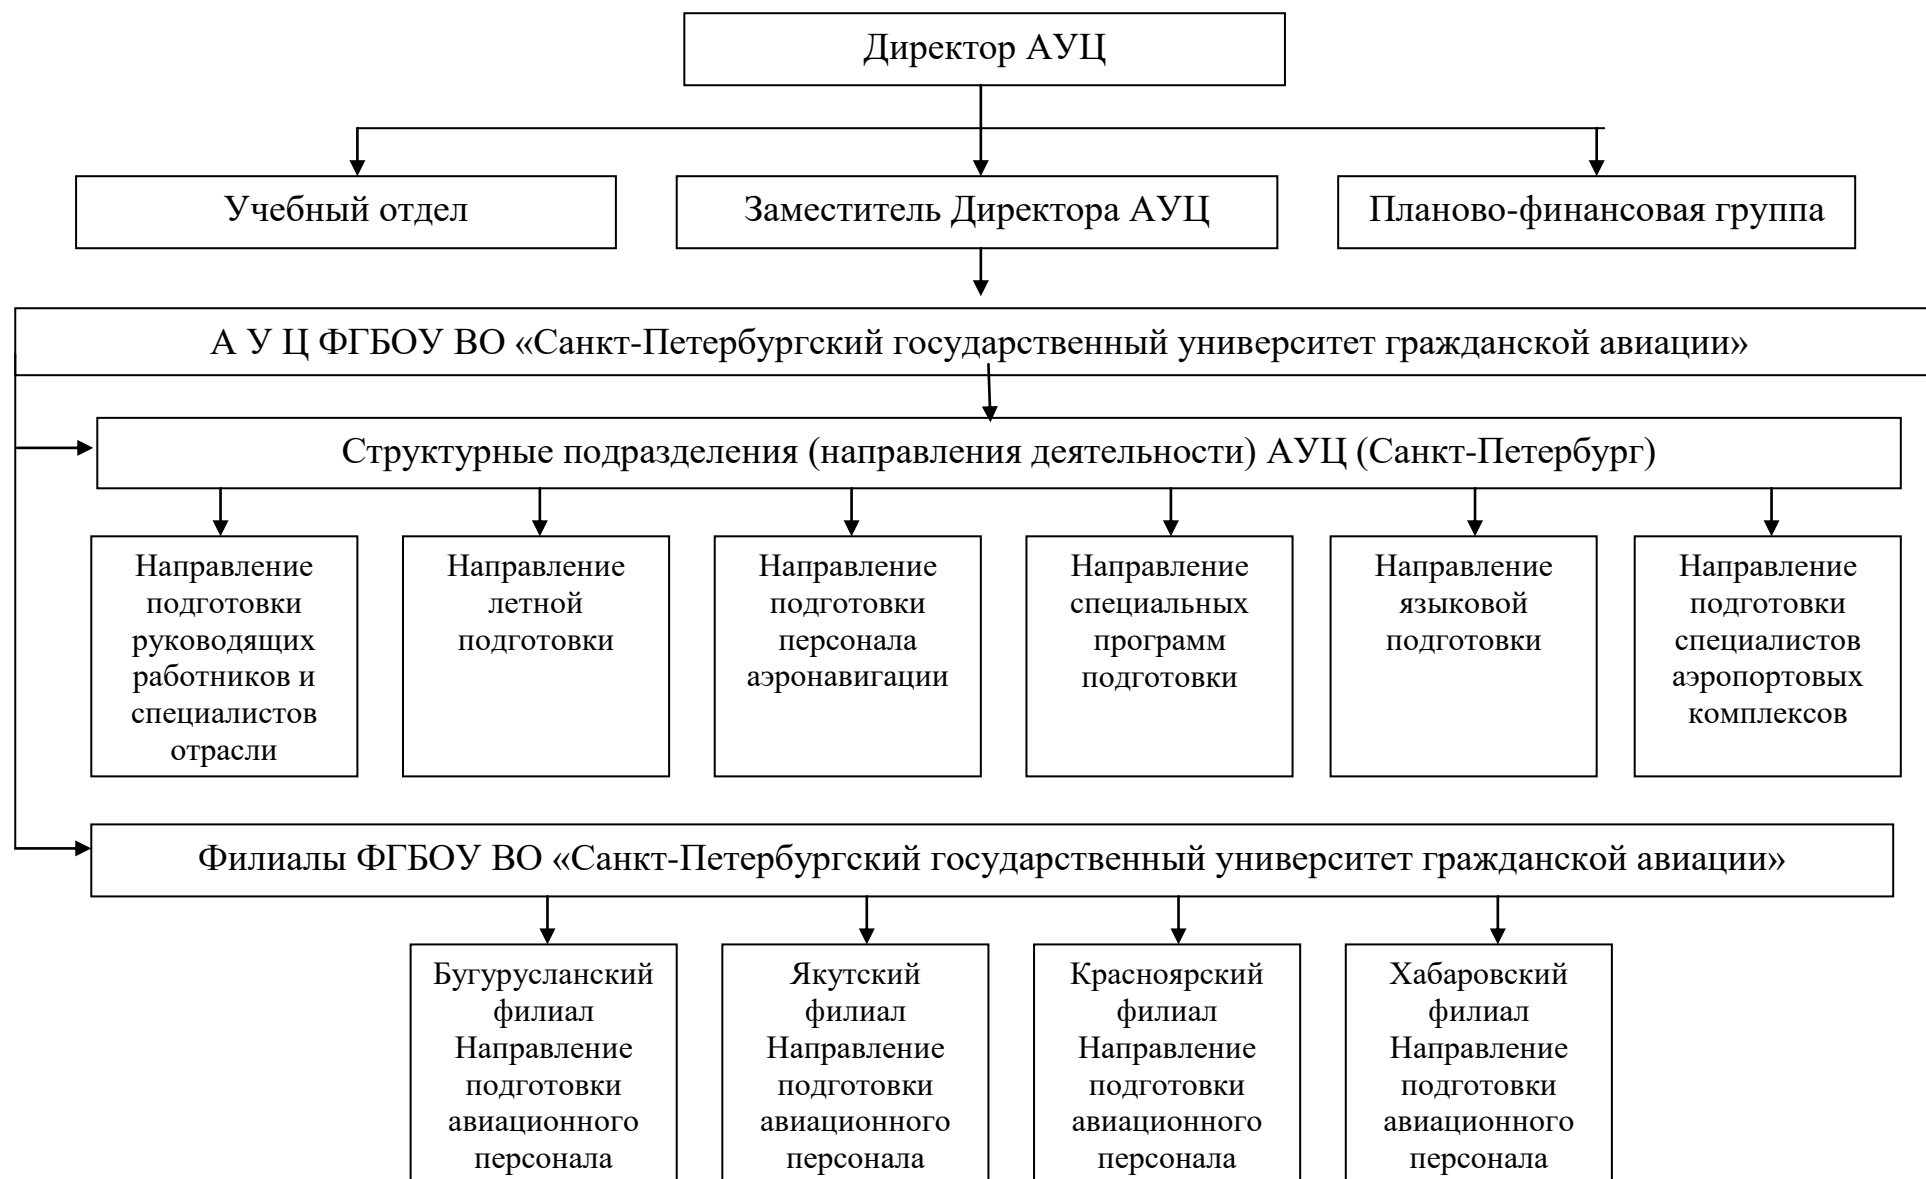 Директор АУЦ
Учебный отдел
Заместитель Директора АУЦ
Планово-финансовая группа
А У Ц ФГБОУ ВО «Санкт-Петербургский государственный университет гражданской авиации»
Структурные подразделения (направления деятельности) АУЦ (Санкт-Петербург)
Направление
подготовки
руководящих
работников и
специалистов
отрасли
Направление
летной
подготовки
Направление
подготовки
персонала
аэронавигации
Направление
специальных
программ
подготовки
Направление
языковой
подготовки
Направление
подготовки
специалистов
аэропортовых
комплексов
Филиалы ФГБОУ ВО «Санкт-Петербургский государственный университет гражданской авиации»
Бугурусланский
филиал
Направление
подготовки
авиационного
персонала
Якутский
филиал
Направление
подготовки
авиационного
персонала
Красноярский
филиал
Направление
подготовки
авиационного
персонала
Хабаровский
филиал
Направление
подготовки
авиационного
персонала